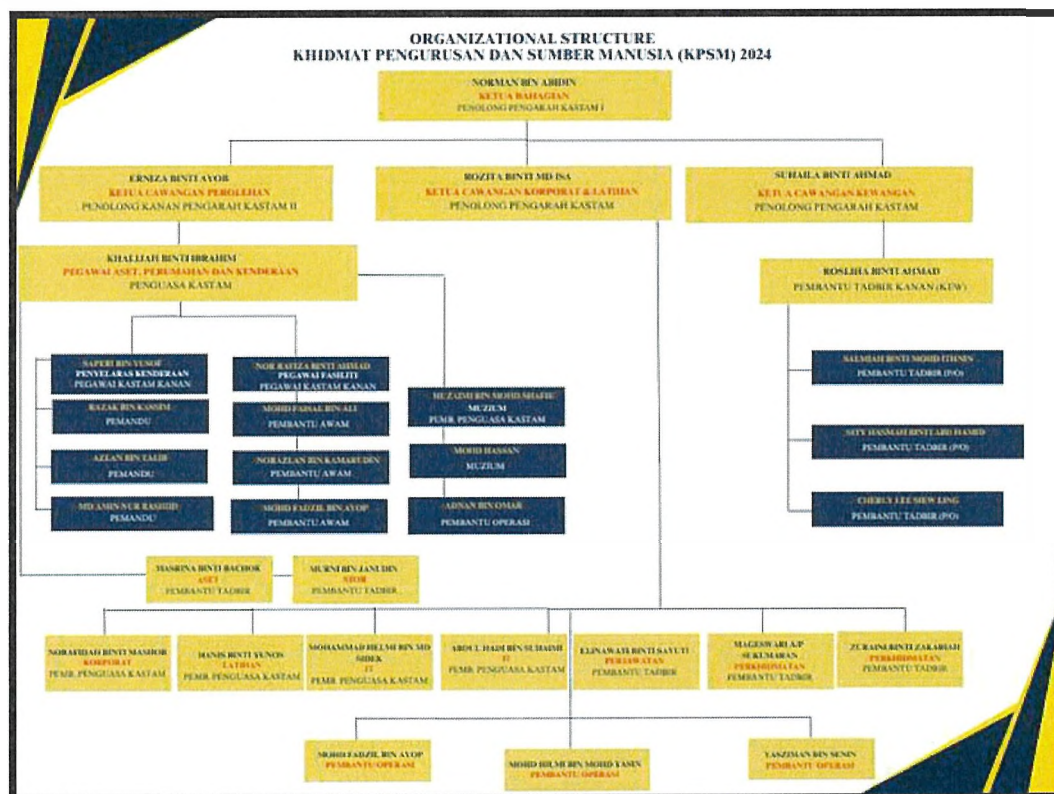 ORGANIZATIONAL STRUCTURE
KHIDMAT PENGURUSAN DAN SUMBER MANUSIA (KPSM) 2024
NORMAN BIN ABIDIN
KETUA BAHAGIAN
PENOLONG PENGARAH KASTAM I
ERNIZA BINTI AYOB
KETUA CAWANGAN PEROLEHAN
PENOLONG KANAN PENGARAH KASTAM II
ROZITA BINTI MD ISA
KETUA CAWANGAN KORPORAT & LATIHAN
PENOLONG PENGARAH KASTAM
SUHAILA BINTI AHMAD
KETUA CAWANGAN KEWANGAN
PENOLONG PENGARAH KASTAM
KHALIJAH BINTI IBRAHIM
PEGAWAI ASET, PERUMAHAN DAN KENDERAAN
PENGUASA KASTAM
ROSLIHA BINTI AHMAD
PEMBANTU TADBIR KANAN (KEW)
SAPERI BIN YUSOF
PENYELARAS KENDERAAN
PEGAWAI KASTAM KANAN
RAZAK BIN KASSIM
PEMANDU
AZLAN BIN TALIB
PEMANDU
MD AMIN NUR RASHID
PEMANDU
NOR RAFIZA BINTI AHMAD
PEGAWAI FASILITI
PEGAWAI KASTAM KANAN
MOHD FAISAL BIN ALI
PEMBANTU AWAM
NORAZLAN BIN KAMARUDIN
PEMBANTU AWAM
MOHD FADZIL BIN AYOP
PEMBANTU AWAM
MUZAIMI BIN MOHD SHAFIE
MUZIUM
PEMB. PENGUASA KASTAM
MOHD HASSAN
MUZIUM
ADNAN BIN OMAR
PEMBANTU OPERASI
SALMIAH BINTI MOHD ITHNIN
PEMBANTU TADBIR (P/O)
SITY HASMAH BINTI ABD HAMID
PEMBANTU TADBIR (P/O)
CHERLY LEE SIEW LING
PEMBANTU TADBIR (P/O)
MASRINA BINTI BACHOK
ASET
PEMBANTU TADBIR
MURNI BIN JANUDIN
STOR
PEMBANTU TADBIR
NORAFIDAH BINTI MASHOR
KORPORAT
PEMB. PENGUASA KASTAM
HANIS BINTI YUNOS
LATIHAN
PEMB. PENGUASA KASTAM
MOHAMMAD HELMI BIN MD
SIDEK
IT
PEMB. PENGUASA KASTAM
ABDUL HADI BIN SUHAIMI
IT
PEMB. PENGUASA KASTAM
ELINAWATI BINTI SAYUTI
PERJAWATAN
PEMBANTU TADBIR
MAGESWARI A/P
SUKUMARAN
PERKHIDMATAN
PEMBANTU TADBIR
ZURAINI BINTI ZAKARIAH
PERKHIDMATAN
PEMBANTU TADBIR
MOHD FADZIL BIN AYOP
PEMBANTU OPERASI
MOHD HILMI BIN MOHD YASIN
PEMBANTU OPERASI
YASZIMAN BIN SENIN
PEMBANTU OPERASI